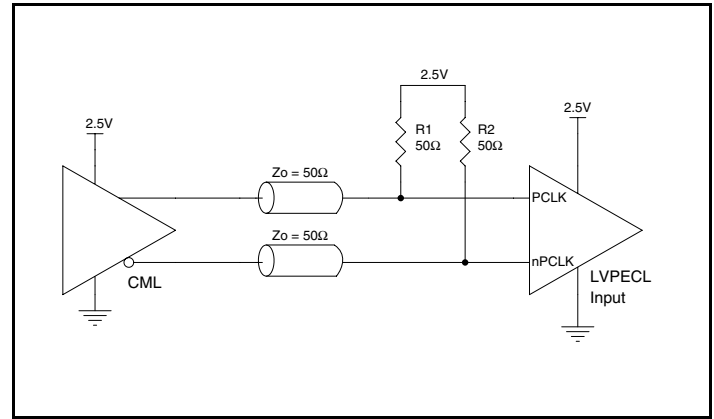 2.5V
2.5V
2.5V
R1
50Ω
R2
50Ω
Zo = 50Ω
PCLK
Zo = 50Ω
nPCLK
CML
LVPECL
Input